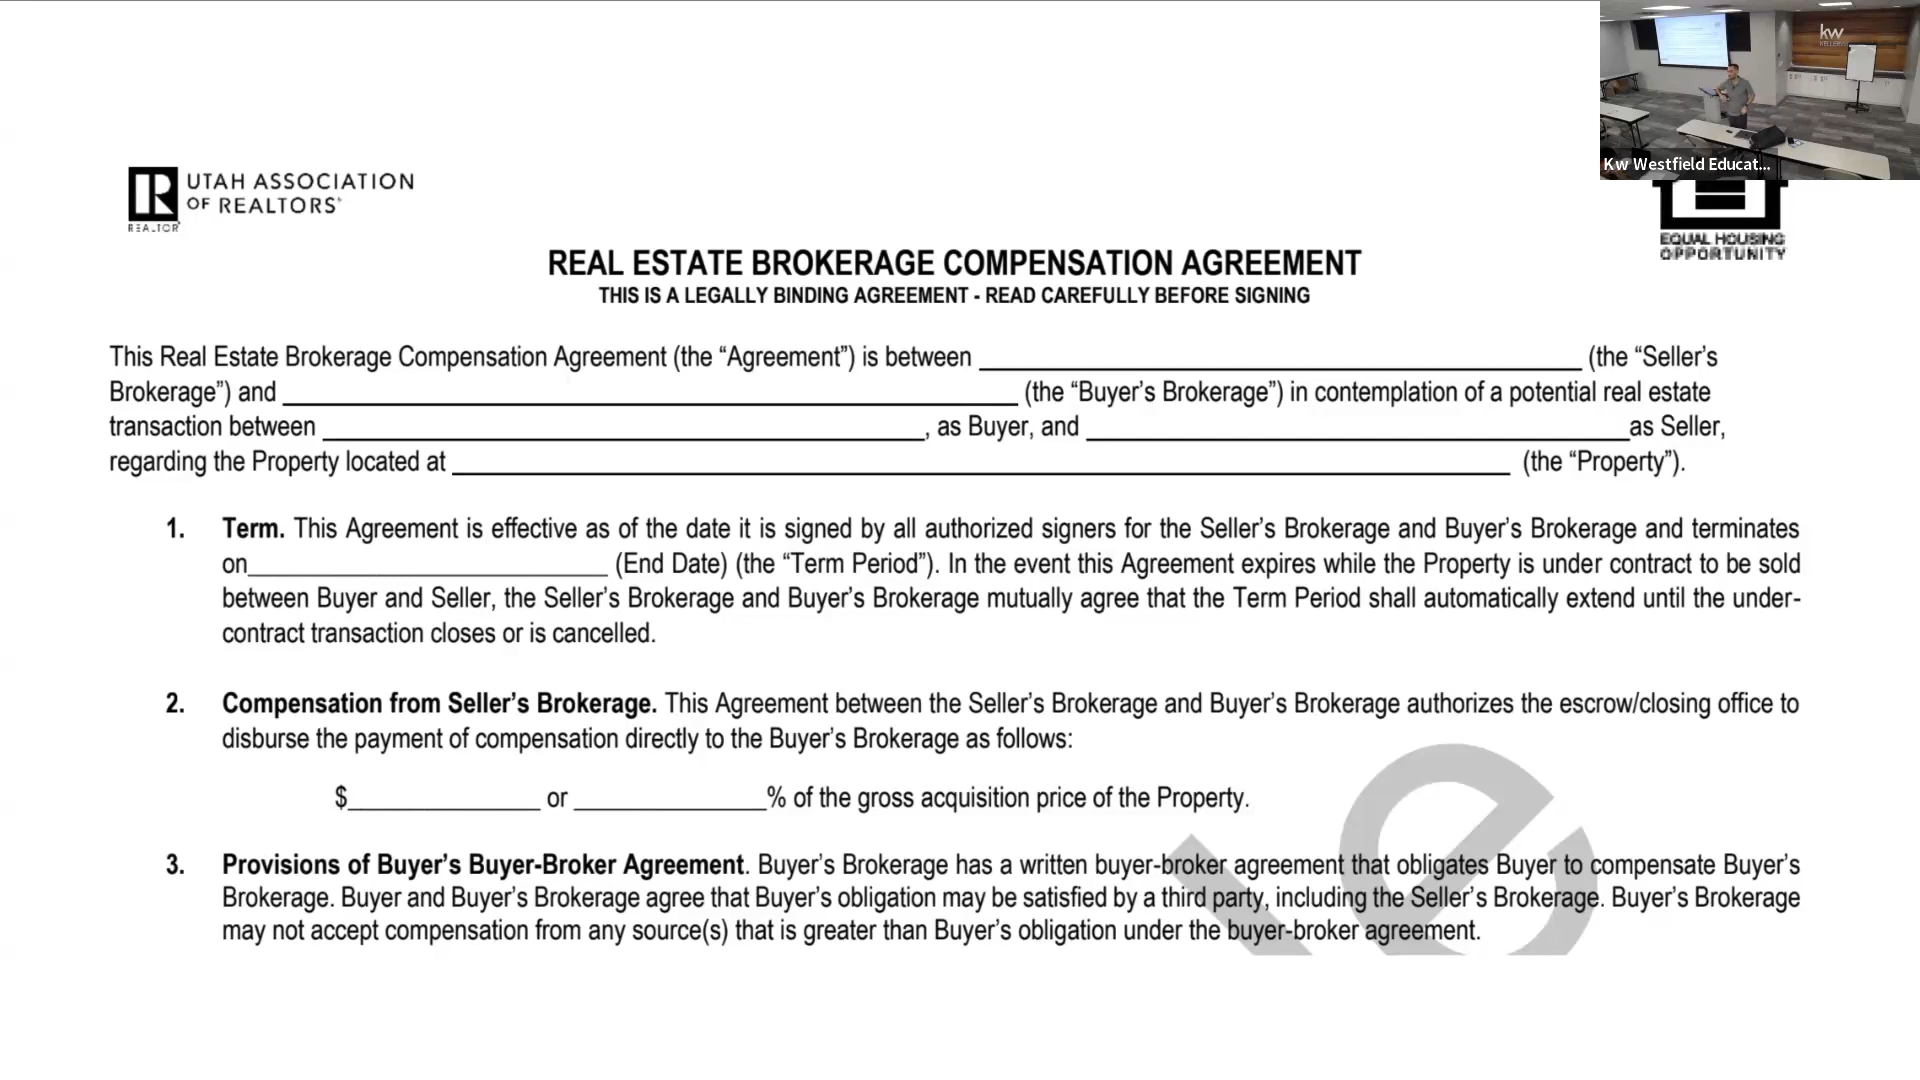 kw
Kw Westfield Educat...
UTAH ASSOCIATION
OF REALTORS
REALTOR
EQUAL HOUSING
OPPORTUNITY
REAL ESTATE BROKERAGE COMPENSATION AGREEMENT
THIS IS A LEGALLY BINDING AGREEMENT - READ CAREFULLY BEFORE SIGNING
This Real Estate Brokerage Compensation Agreement (the “Agreement”) is between ____________________ (the “Seller’s
Brokerage”) and ____________________ (the “Buyer’s Brokerage”) in contemplation of a potential real estate
transaction between ____________________, as Buyer, and ____________________as Seller,
regarding the Property located at ____________________ (the “Property”).
1. Term. This Agreement is effective as of the date it is signed by all authorized signers for the Seller’s Brokerage and Buyer’s Brokerage and terminates
on____________________ (End Date) (the “Term Period”). In the event this Agreement expires while the Property is under contract to be sold
between Buyer and Seller, the Seller’s Brokerage and Buyer’s Brokerage mutually agree that the Term Period shall automatically extend until the under-
contract transaction closes or is cancelled.
2. Compensation from Seller’s Brokerage. This Agreement between the Seller’s Brokerage and Buyer’s Brokerage authorizes the escrow/closing office to
disburse the payment of compensation directly to the Buyer’s Brokerage as follows:
$______________ or ______________% of the gross acquisition price of the Property.
3. Provisions of Buyer’s Buyer-Broker Agreement. Buyer’s Brokerage has a written buyer-broker agreement that obligates Buyer to compensate Buyer’s
Brokerage. Buyer and Buyer’s Brokerage agree that Buyer’s obligation may be satisfied by a third party, including the Seller’s Brokerage. Buyer’s Brokerage
may not accept compensation from any source(s) that is greater than Buyer’s obligation under the buyer-broker agreement.